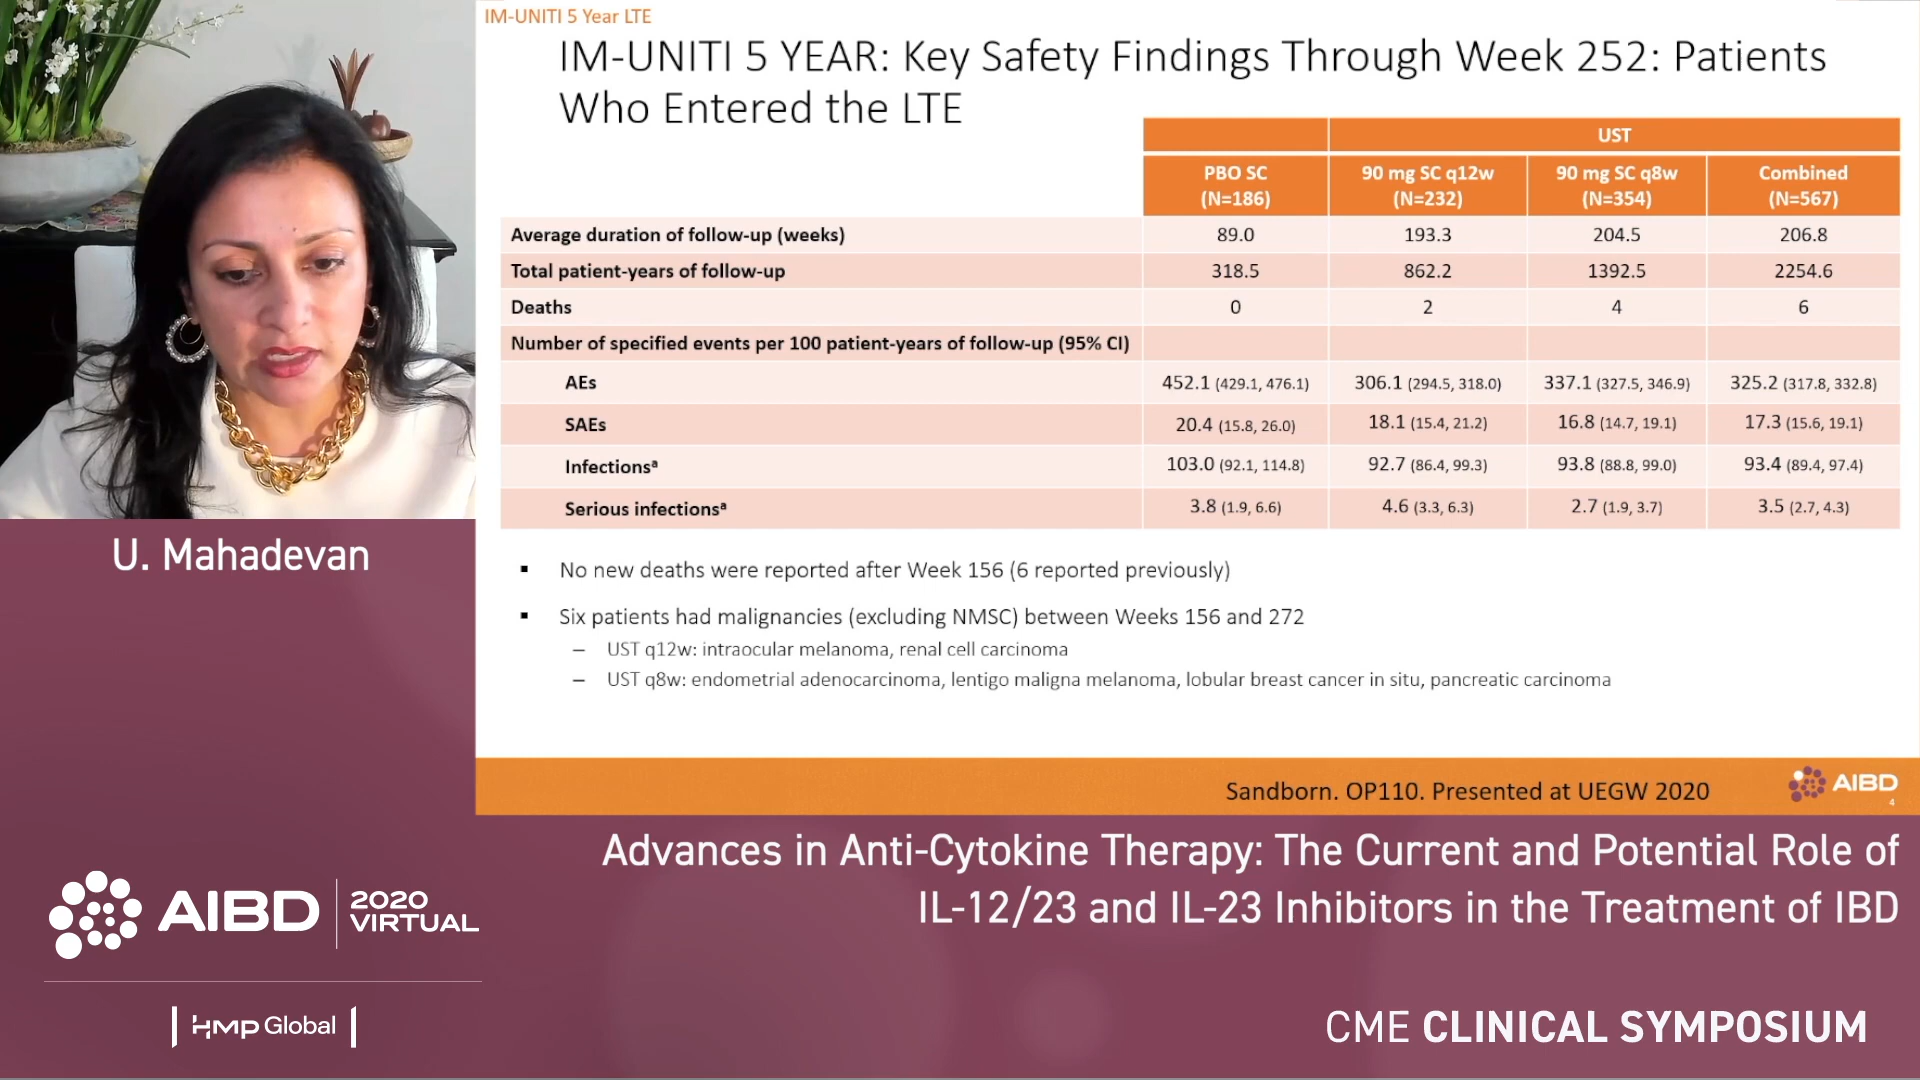 IM-UNITI 5 Year LTE
IM-UNITI 5 YEAR: Key Safety Findings Through Week 252: Patients
Who Entered the LTE
UST
PBO SC (N=186) 90 mg SC q12w (N=232) 90 mg SC q8w (N=354) Combined (N=567)
Average duration of follow-up (weeks) 89.0 193.3 204.5 206.8
Total patient-years of follow-up 318.5 862.2 1392.5 2254.6
Deaths 0 2 4 6
Number of specified events per 100 patient-years of follow-up (95% CI)
AEs 452.1 (429.1, 476.1) 306.1 (294.5, 318.0) 337.1 (327.5, 346.9) 325.2 (317.8, 332.8)
SAEs 20.4 (15.8, 26.0) 18.1 (15.4, 21.2) 16.8 (14.7, 19.1) 17.3 (15.6, 19.1)
Infectionsª 103.0 (92.1, 114.8) 92.7 (86.4, 99.3) 93.8 (88.8, 99.0) 93.4 (89.4, 97.4)
Serious infectionsª 3.8 (1.9, 6.6) 4.6 (3.3, 6.3) 2.7 (1.9, 3.7) 3.5 (2.7, 4.3)
▪ No new deaths were reported after Week 156 (6 reported previously)
▪ Six patients had malignancies (excluding NMSC) between Weeks 156 and 272
– UST q12w: intraocular melanoma, renal cell carcinoma
– UST q8w: endometrial adenocarcinoma, lentigo maligna melanoma, lobular breast cancer in situ, pancreatic carcinoma
Sandborn. OP110. Presented at UEGW 2020
AIBD
4
U. Mahadevan
Advances in Anti-Cytokine Therapy: The Current and Potential Role of
IL-12/23 and IL-23 Inhibitors in the Treatment of IBD
AIBD 2020
VIRTUAL
HMP Global
CME CLINICAL SYMPOSIUM